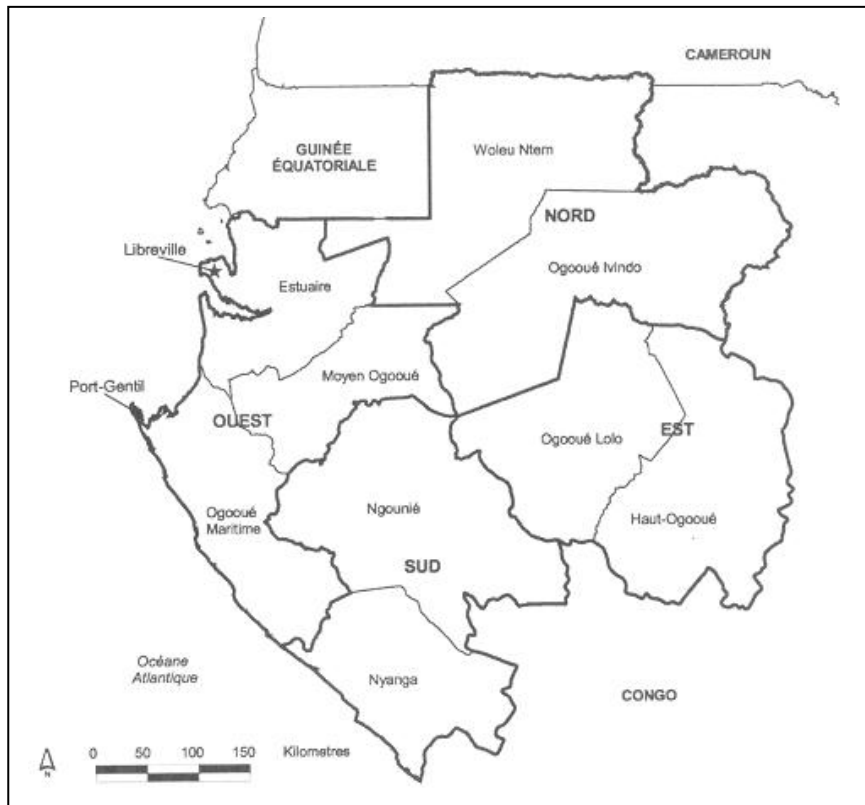 CAMEROUN
GUINÉE
ÉQUATORIALE
Woleu Ntem
NORD
Libreville
Ogooué Ivindo
Estuaire
Moyen Ogooué
Port-Gentil
OUEST
EST
Ogooué Lolo
Ngounié
Ogooué
Maritime
Haut-Ogooué
SUD
Océane
Atlantique
Nyanga
CONGO
Kilometres
0 50 100 150
N